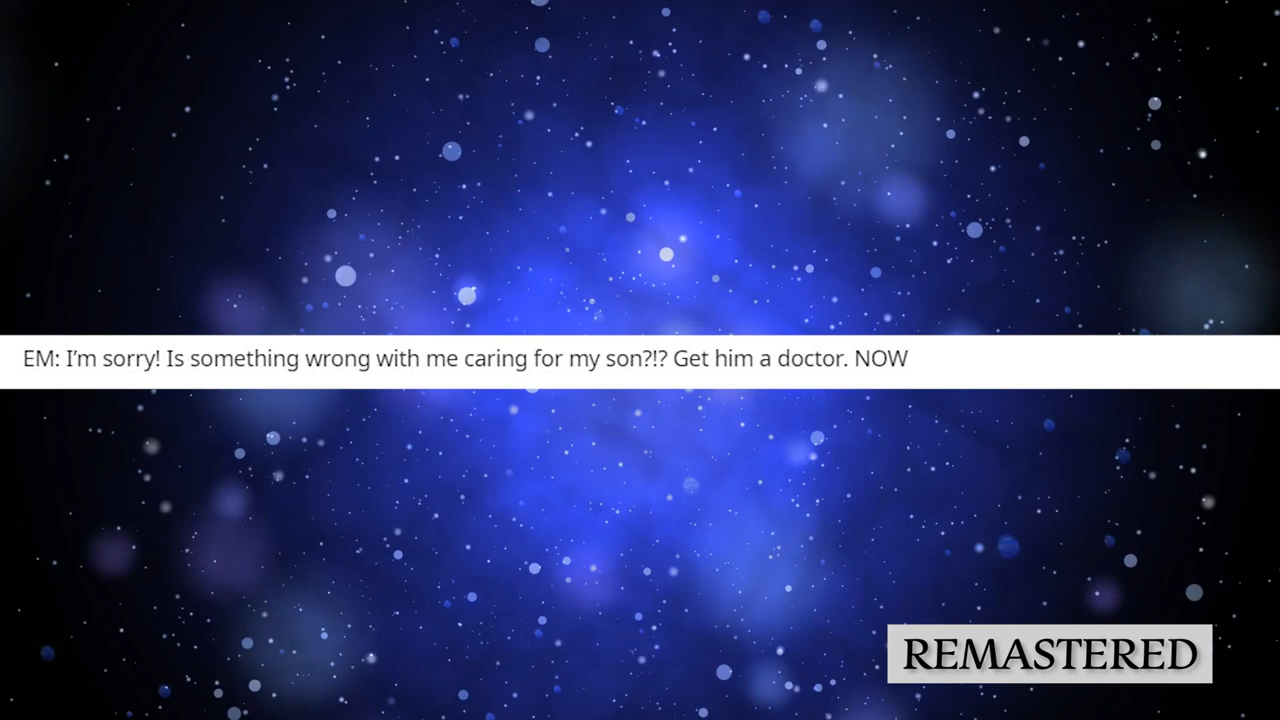 EM: I’m sorry! Is something wrong with me caring for my son?!? Get him a doctor. NOW
REMASTERED